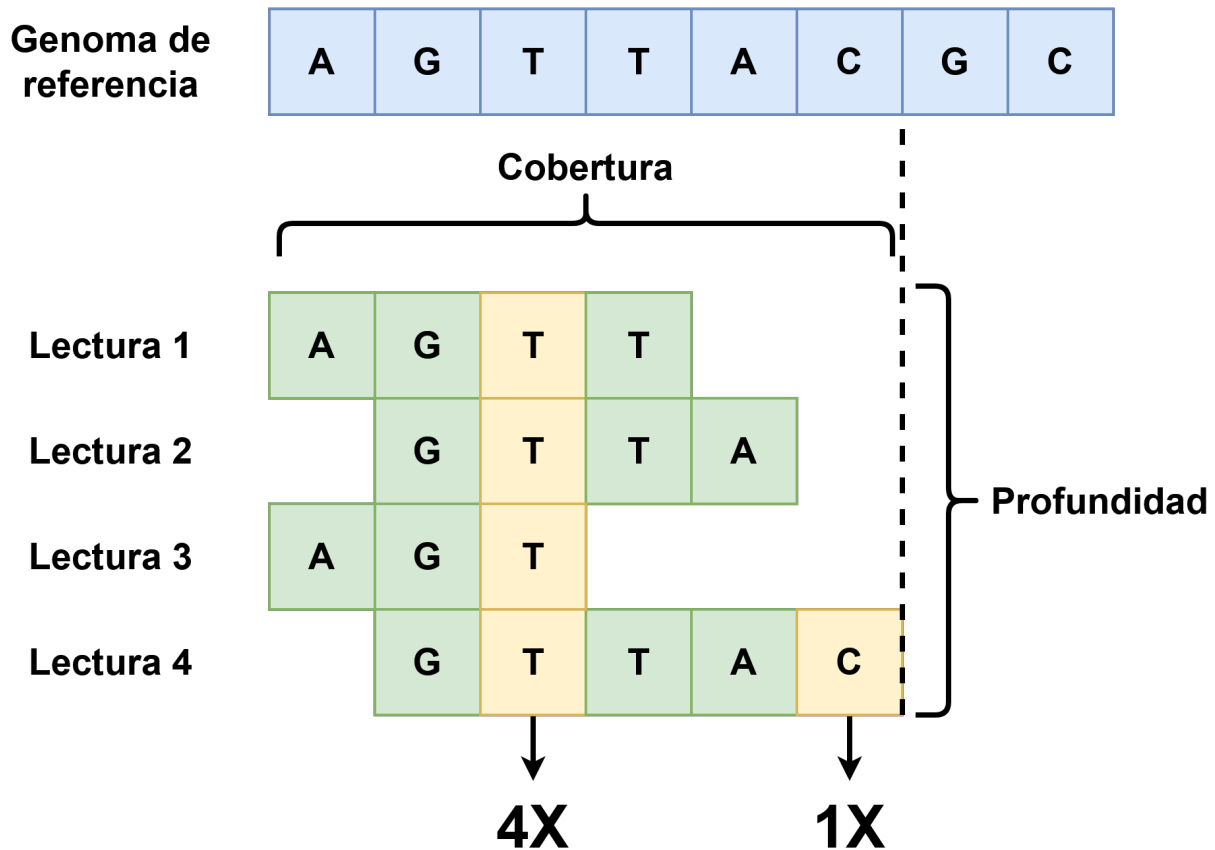 Genoma de
referencia
A G T T A C G C
Cobertura
Lectura 1
A G T T
Lectura 2
G T T A
Profundidad
Lectura 3
A G T
Lectura 4
G T T A C
4X
1X